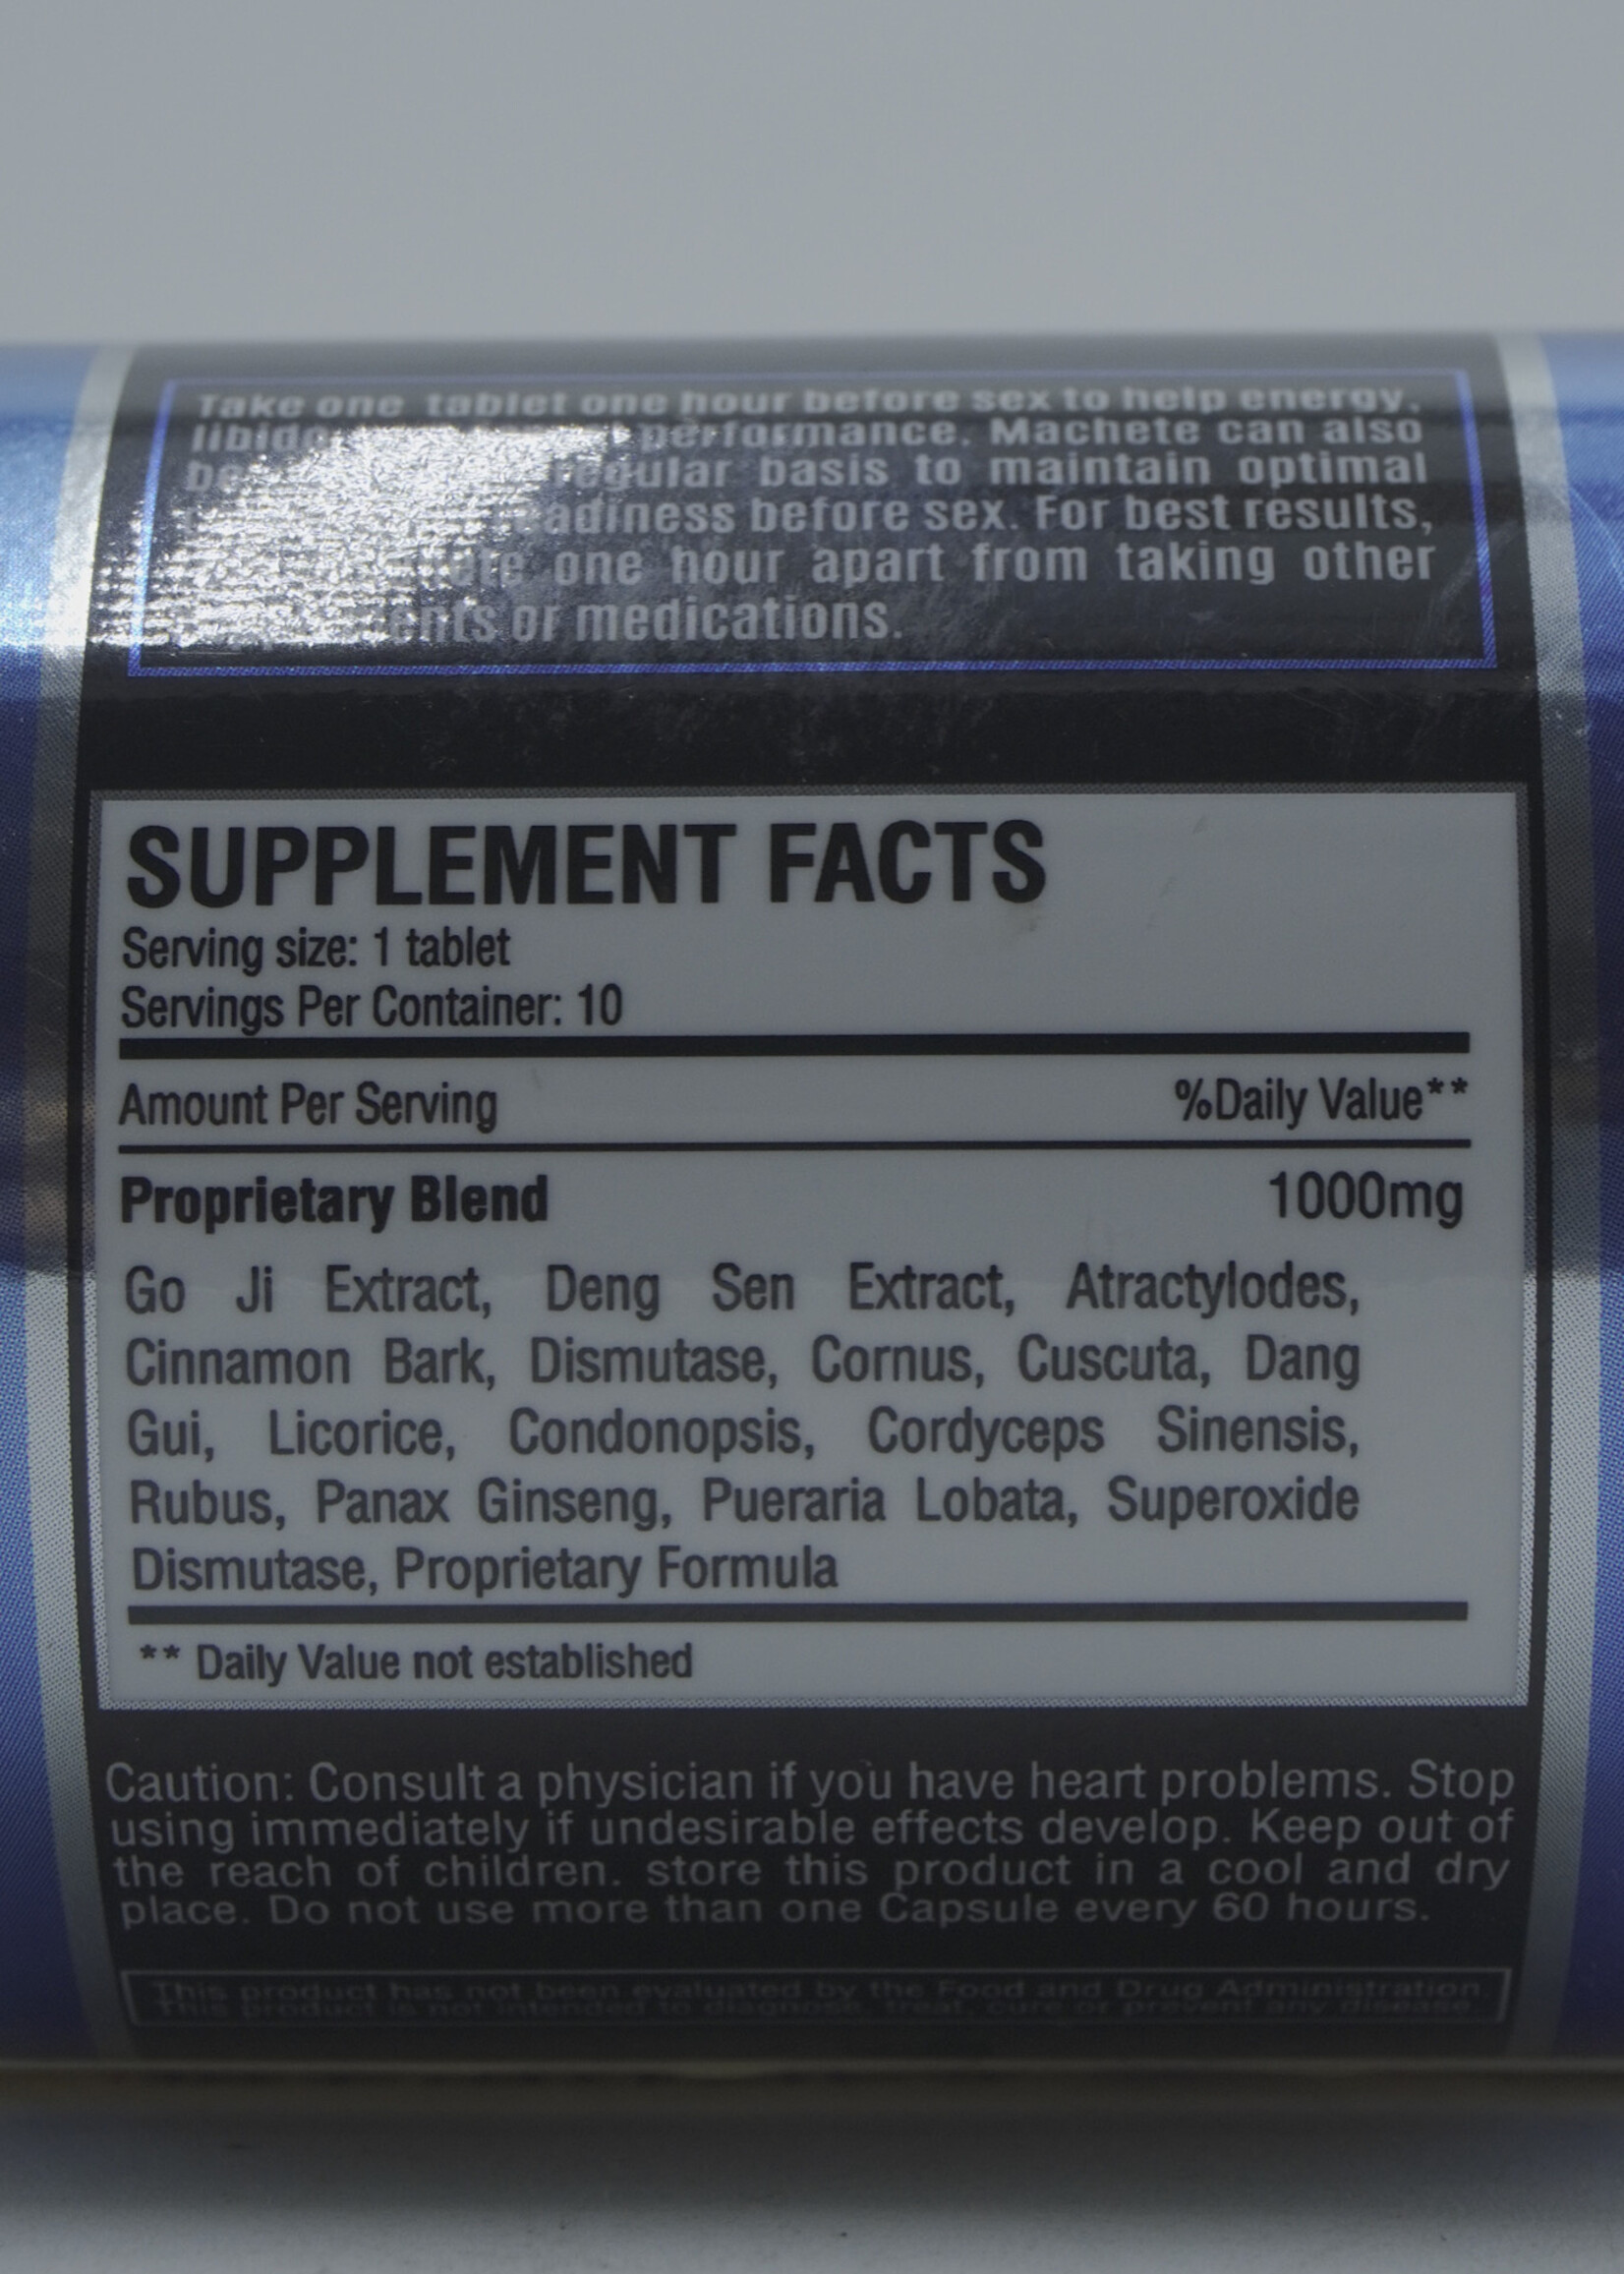 Take one tablet one hour before sex to help energy,
performance. Machete can also
regular basis to maintain optimal
before sex. For best results,
one hour apart from taking other
or medications.
SUPPLEMENT FACTS
Serving size: 1 tablet
Servings Per Container: 10
Amount Per Serving %Daily Value**
Proprietary Blend 1000mg
Go Ji Extract, Deng Sen Extract, Atractylodes,
Cinnamon Bark, Dismutase, Cornus, Cuscuta, Dang
Gui, Licorice, Condonopsis, Cordyceps Sinensis,
Rubus, Panax Ginseng, Pueraria Lobata, Superoxide
Dismutase, Proprietary Formula
** Daily Value not established
Caution: Consult a physician if you have heart problems. Stop
using immediately if undesirable effects develop. Keep out of
the reach of children. store this product in a cool and dry
place. Do not use more than one Capsule every 60 hours.
This product has not been evaluated by the Food and Drug Administration.
This product is not intended to diagnose, treat, cure or prevent any disease.